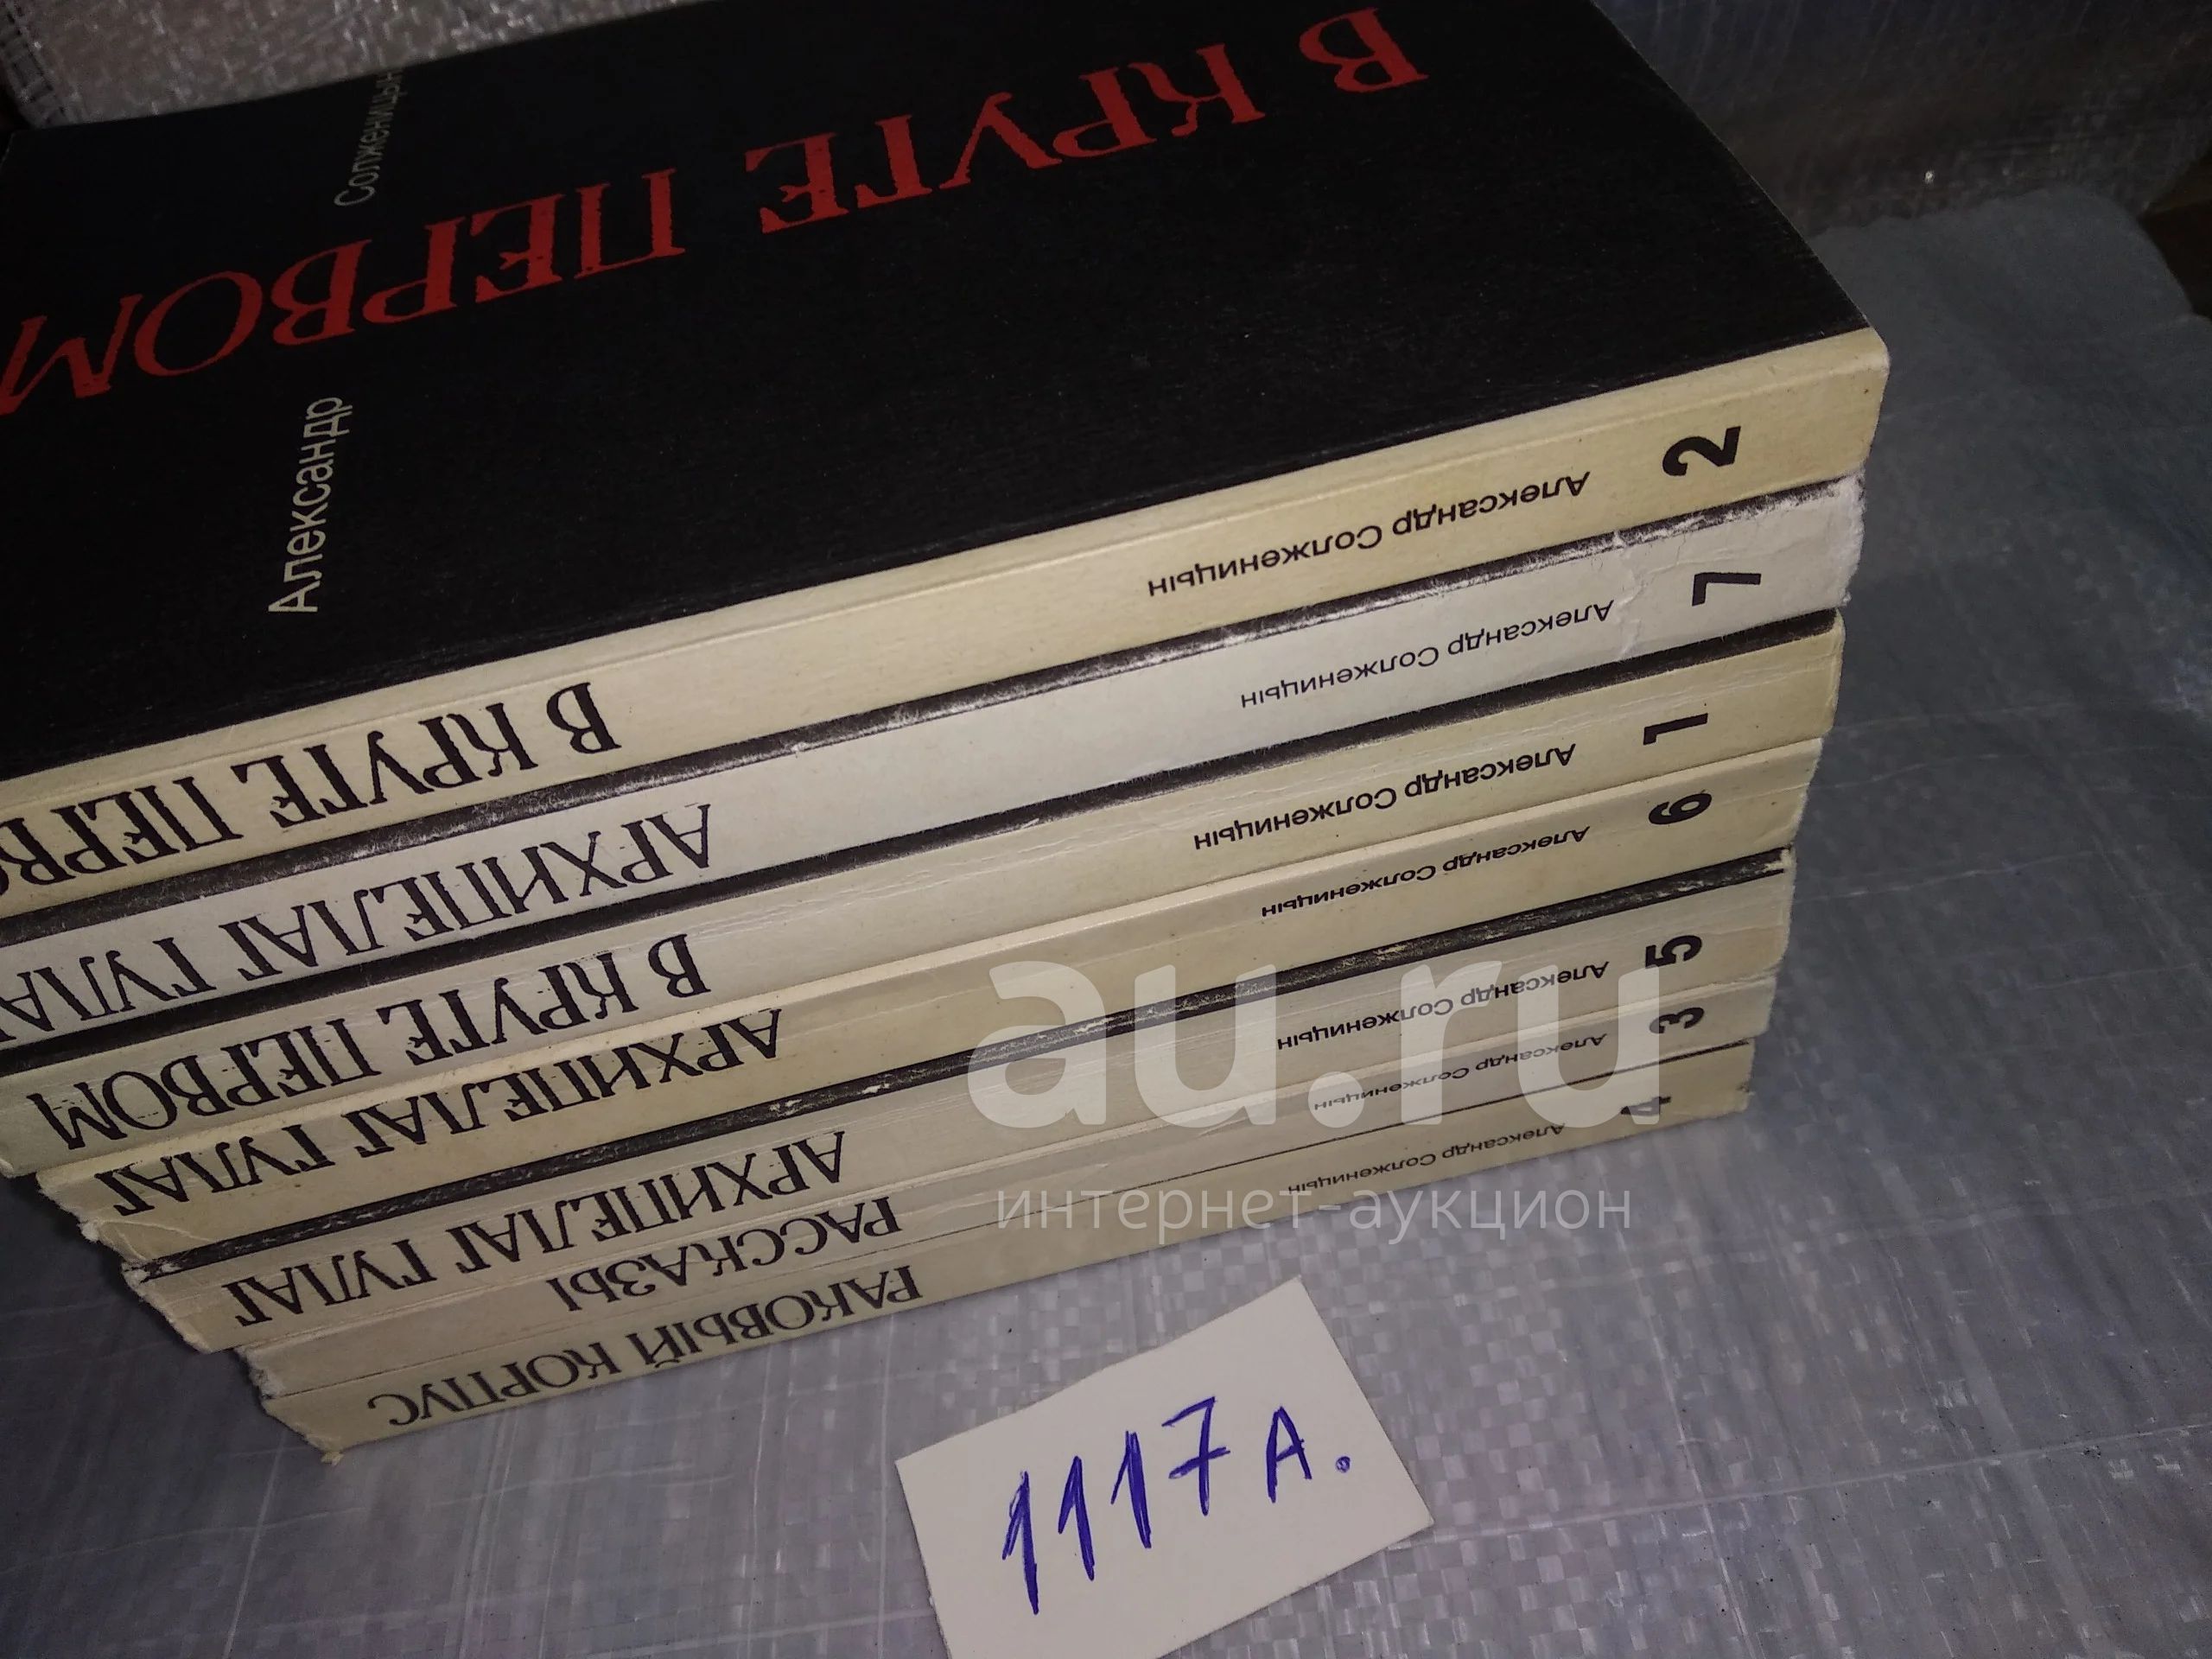 Александр Солженицын
В КРУГЕ ПЕРВОМ
2 Александр Солженицын В КРУГЕ ПЕРВО
7 Александр Солженицын АРХИПЕЛАГ ГУЛА
1 Александр Солженицын В КРУГЕ ПЕРВОМ
6 Александр Солженицын АРХИПЕЛАГ ГУЛАГ
5 Александр Солженицын АРХИПЕЛАГ ГУЛАГ
3 Александр Солженицын РАССКАЗЫ
4 Александр Солженицын РАКОВЫЙ КОРПУС
au.ru
интернет-аукцион
1117 А.